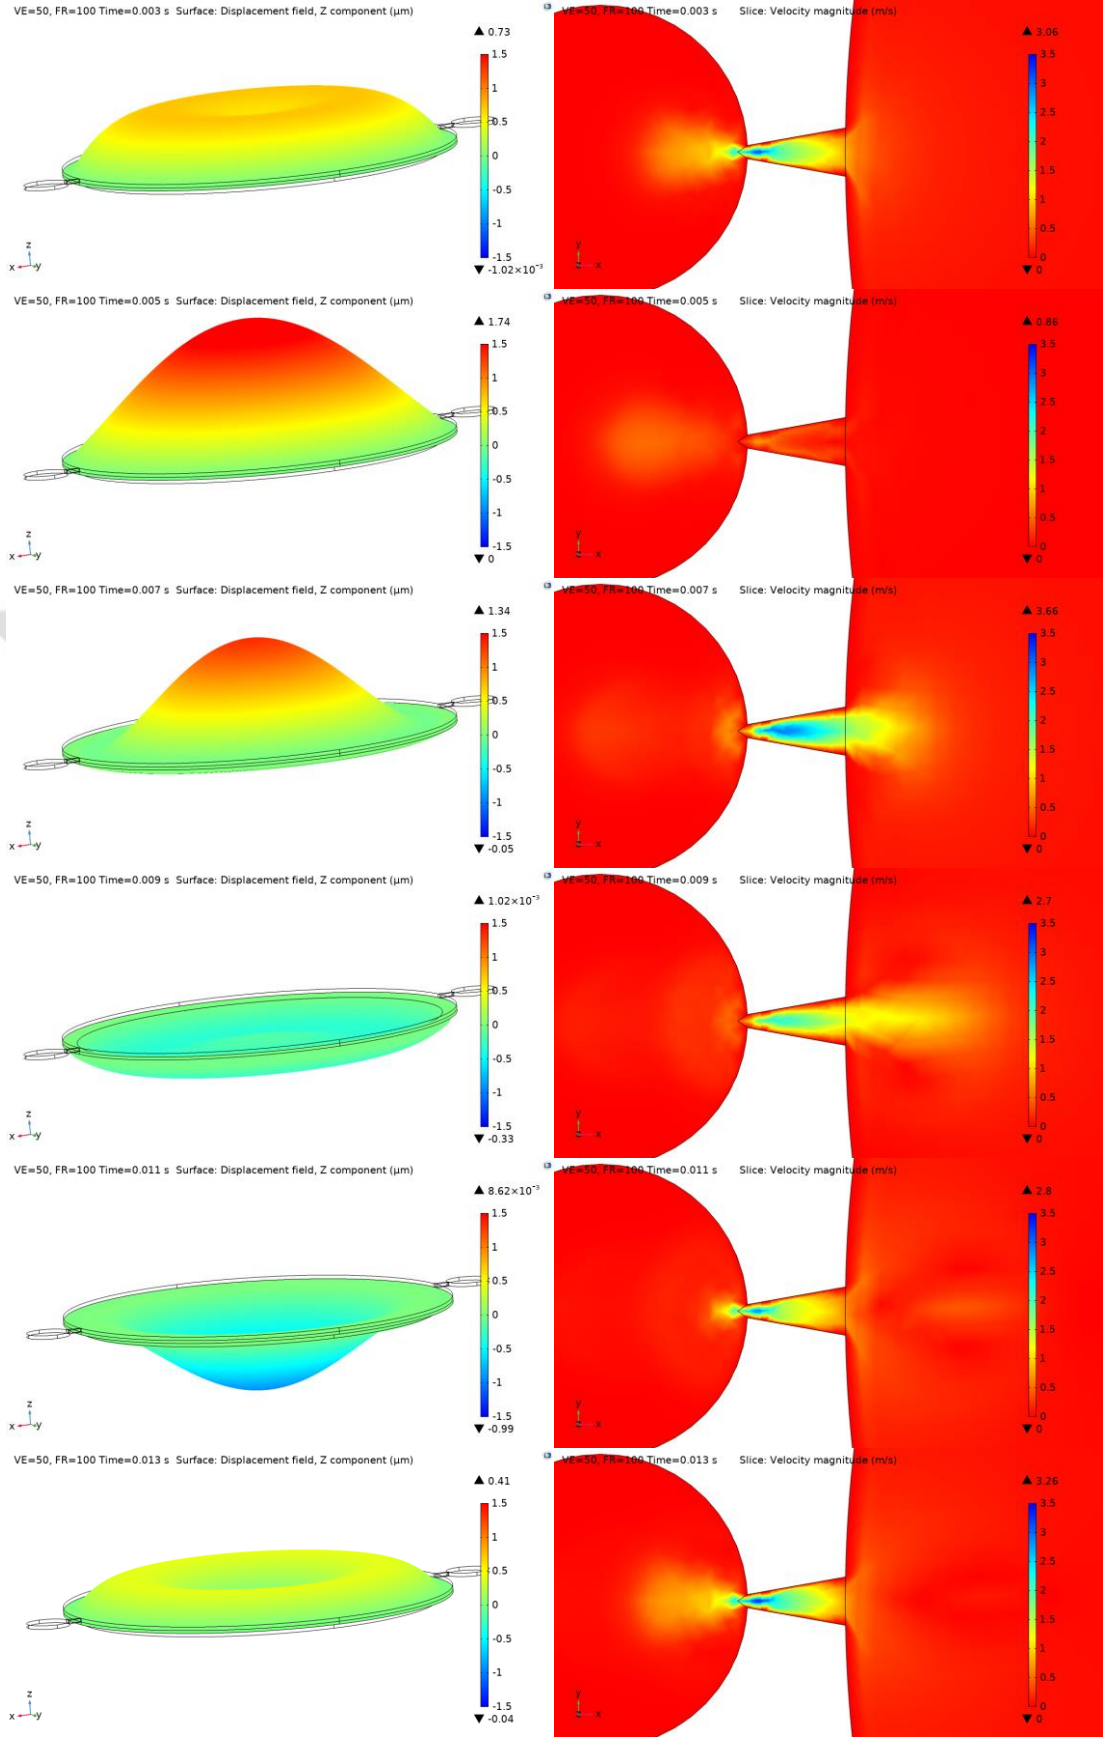 VE=50, FR=100 Time=0.003 s Surface: Displacement field, Z component (µm)
▲ 0.73
1.5
1
0.5
0
-0.5
-1
-1.5
▼ -1.02×10⁻³
z
x
y
VE=50, FR=100 Time=0.003 s Slice: Velocity magnitude (m/s)
▲ 3.06
3.5
3
2.5
2
1.5
1
0.5
0
▼ 0
y
z
x
VE=50, FR=100 Time=0.005 s Surface: Displacement field, Z component (µm)
▲ 1.74
1.5
1
0.5
0
-0.5
-1
-1.5
▼ 0
z
x
y
VE=50, FR=100 Time=0.005 s Slice: Velocity magnitude (m/s)
▲ 0.86
3.5
3
2.5
2
1.5
1
0.5
0
▼ 0
y
z
x
VE=50, FR=100 Time=0.007 s Surface: Displacement field, Z component (µm)
▲ 1.34
1.5
1
0.5
0
-0.5
-1
-1.5
▼ -0.05
z
x
y
VE=50, FR=100 Time=0.007 s Slice: Velocity magnitude (m/s)
▲ 3.66
3.5
3
2.5
2
1.5
1
0.5
0
▼ 0
y
z
x
VE=50, FR=100 Time=0.009 s Surface: Displacement field, Z component (µm)
▲ 1.02×10⁻³
1.5
1
0.5
0
-0.5
-1
-1.5
▼ -0.33
z
x
y
VE=50, FR=100 Time=0.009 s Slice: Velocity magnitude (m/s)
▲ 2.7
3.5
3
2.5
2
1.5
1
0.5
0
▼ 0
y
z
x
VE=50, FR=100 Time=0.011 s Surface: Displacement field, Z component (µm)
▲ 8.62×10⁻³
1.5
1
0.5
0
-0.5
-1
-1.5
▼ -0.99
z
x
y
VE=50, FR=100 Time=0.011 s Slice: Velocity magnitude (m/s)
▲ 2.8
3.5
3
2.5
2
1.5
1
0.5
0
▼ 0
y
z
x
VE=50, FR=100 Time=0.013 s Surface: Displacement field, Z component (µm)
▲ 0.41
1.5
1
0.5
0
-0.5
-1
-1.5
▼ -0.04
z
x
y
VE=50, FR=100 Time=0.013 s Slice: Velocity magnitude (m/s)
▲ 3.26
3.5
3
2.5
2
1.5
1
0.5
0
▼ 0
y
z
x